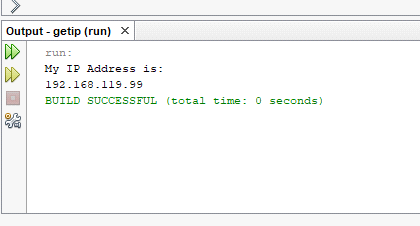 Output - getip (run)
run:
My IP Address is:
192.168.119.99
BUILD SUCCESSFUL (total time: 0 seconds)